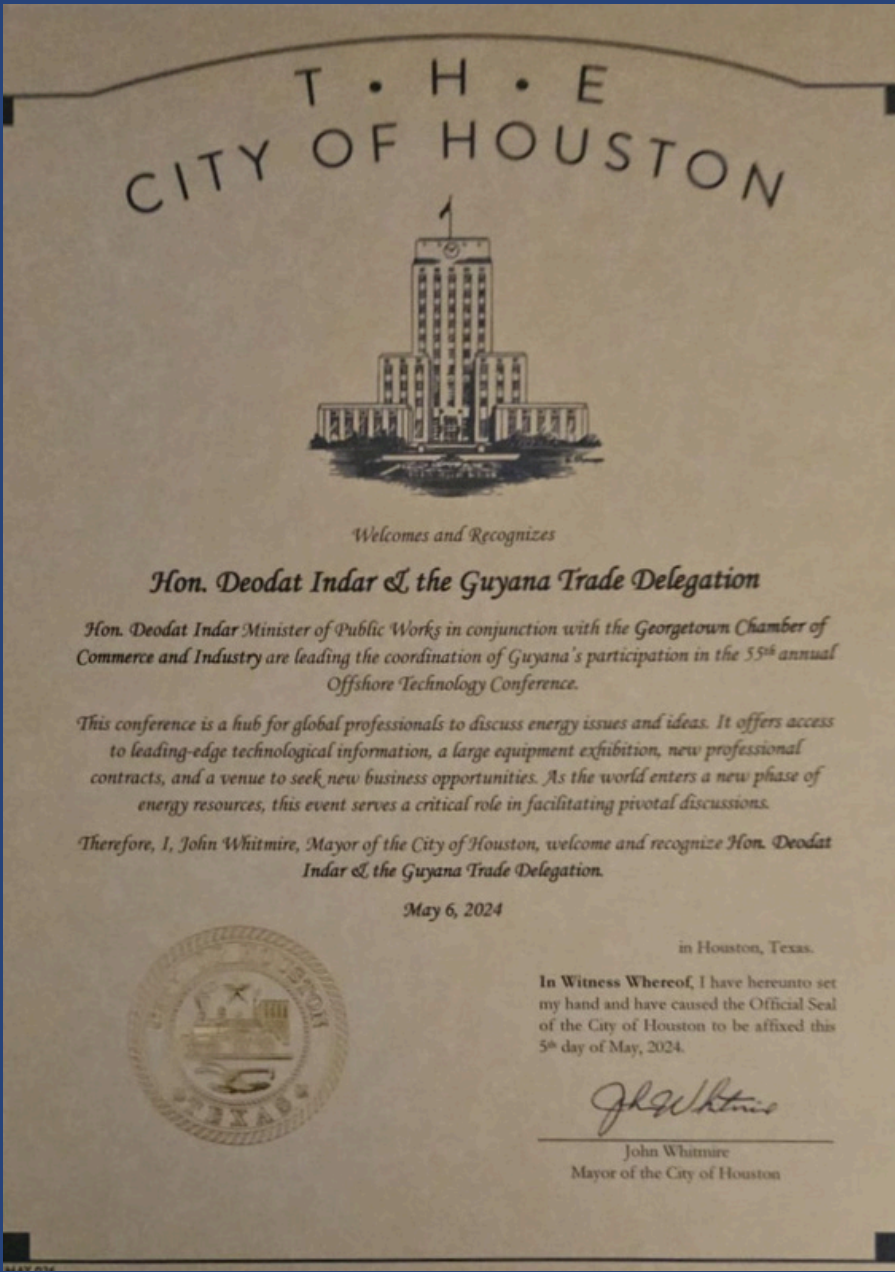 T • H • E
CITY OF HOUSTON
Welcomes and Recognizes
Hon. Deodat Indar & the Guyana Trade Delegation
Hon. Deodat Indar Minister of Public Works in conjunction with the Georgetown Chamber of
Commerce and Industry are leading the coordination of Guyana's participation in the 55th annual
Offshore Technology Conference.
This conference is a hub for global professionals to discuss energy issues and ideas. It offers access
to leading-edge technological information, a large equipment exhibition, new professional
contracts, and a venue to seek new business opportunities. As the world enters a new phase of
energy resources, this event serves a critical role in facilitating pivotal discussions.
Therefore, I, John Whitmire, Mayor of the City of Houston, welcome and recognize Hon. Deodat
Indar & the Guyana Trade Delegation.
May 6, 2024
CITY OF HOUSTON
TEXAS
in Houston, Texas.
In Witness Whereof, I have hereunto set
my hand and have caused the Official Seal
of the City of Houston to be affixed this
5th day of May, 2024.
John Whitmire
John Whitmire
Mayor of the City of Houston